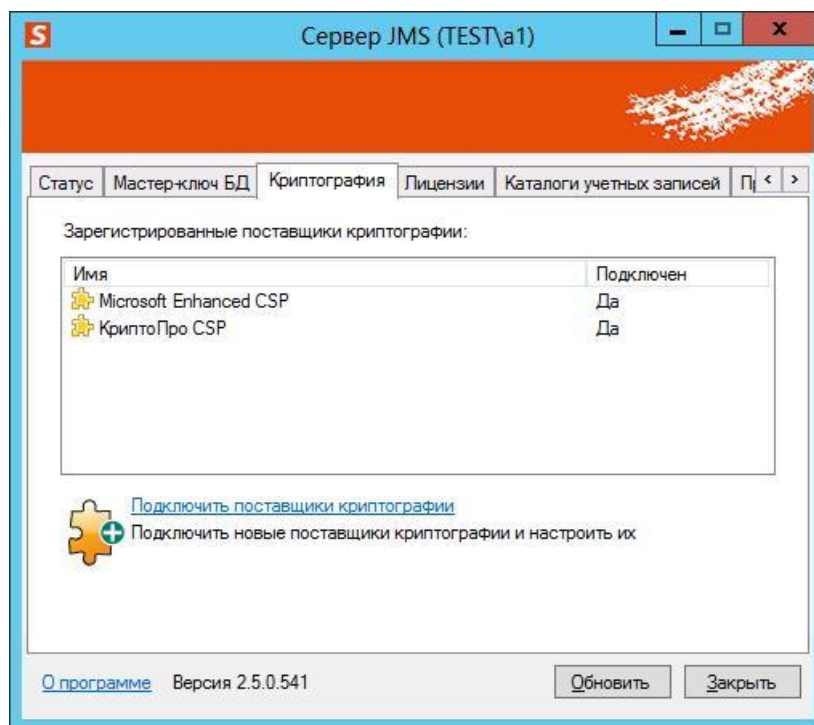 S
Сервер JMS (TEST\a1)
Статус Мастер-ключ БД Криптография Лицензии Каталоги учетных записей
Зарегистрированные поставщики криптографии:
Имя Подключен
Microsoft Enhanced CSP Да
КриптоПро CSP Да
Подключить поставщики криптографии
Подключить новые поставщики криптографии и настроить их
О программе Версия 2.5.0.541 Обновить Закрыть